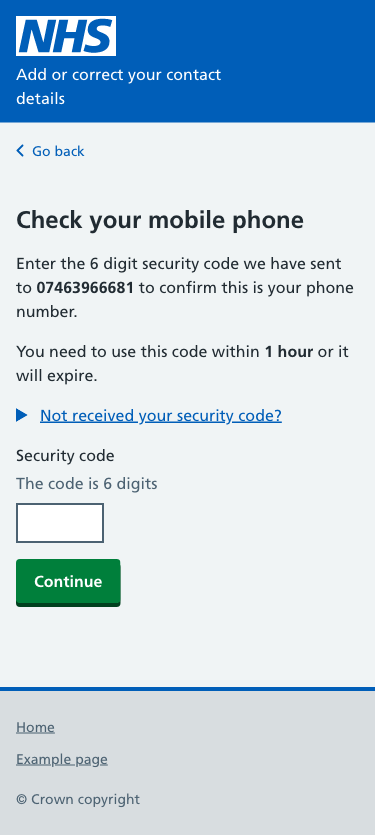 NHS
Add or correct your contact
details
Go back
Check your mobile phone
Enter the 6 digit security code we have sent
to 07463966681 to confirm this is your phone
number.
You need to use this code within 1 hour or it
will expire.
Not received your security code?
Security code
The code is 6 digits
Continue
Home
Example page
© Crown copyright